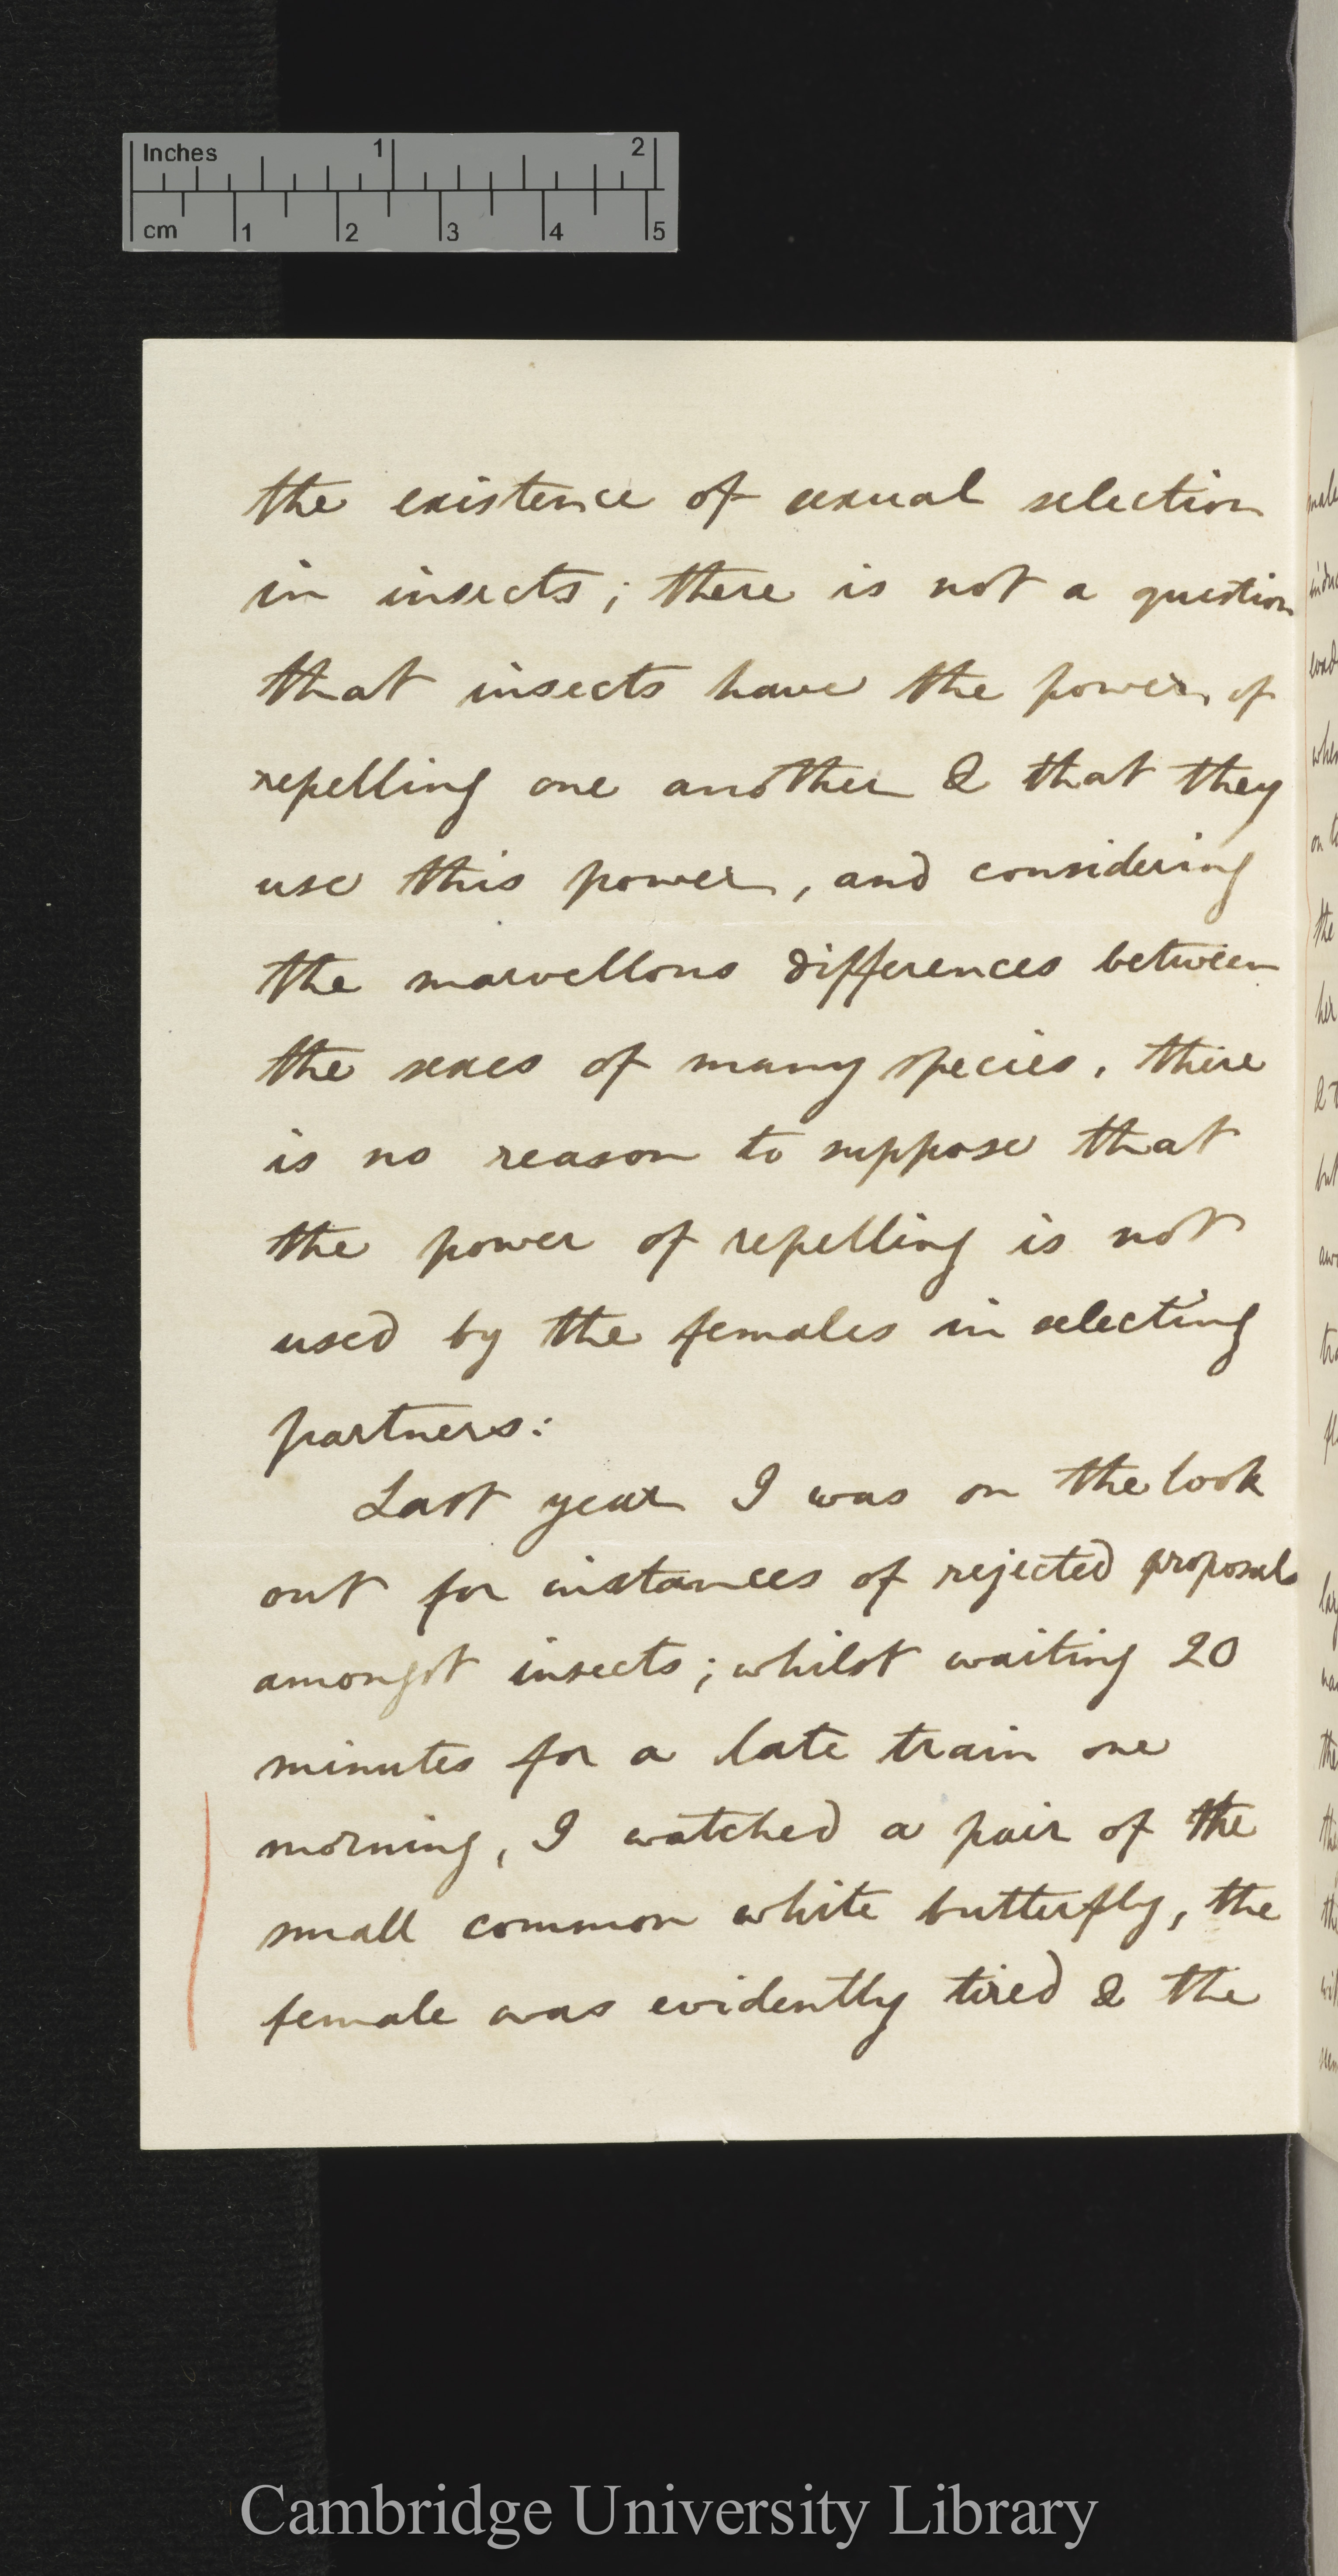 Inches 1 2
cm 1 2 3 4 5
the existence of sexual selection
in insects; there is not a question
that insects have the power of
repelling one another & that they
use this power, and considering
the marvellous differences between
the sexes of many species, there
is no reason to suppose that
the power of repelling is not
used by the females in selecting
partners:
Last year I was on the look
out for instances of rejected proposals
amongst insects; whilst waiting 20
minutes for a late train one
morning, I watched a pair of the
small common white butterfly, the
female was evidently tired & the
Cambridge University Library